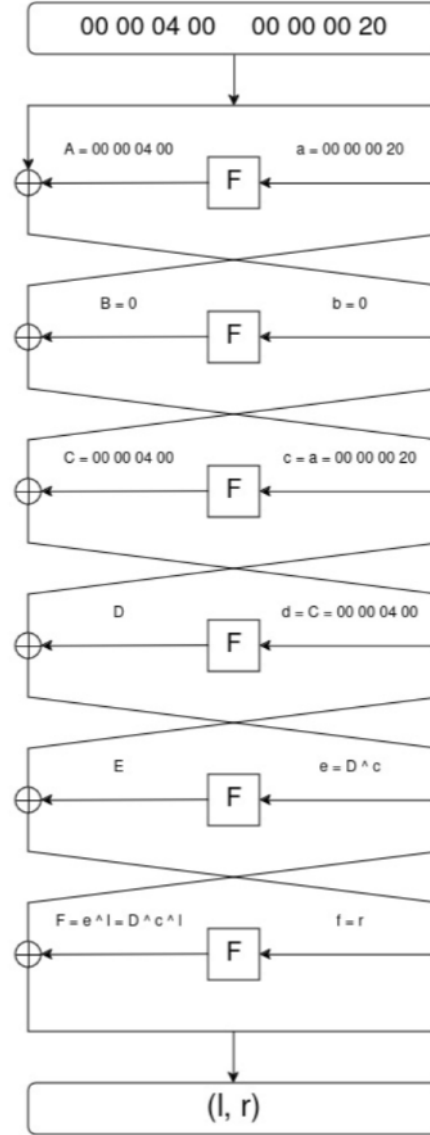 00 00 04 00 00 00 00 20
A = 00 00 04 00 a = 00 00 00 20
F
B = 0 b = 0
F
C = 00 00 04 00 c = a = 00 00 00 20
F
D d = C = 00 00 04 00
F
E e = D ^ c
F
F = e ^ l = D ^ c ^ l f = r
F
(l, r)